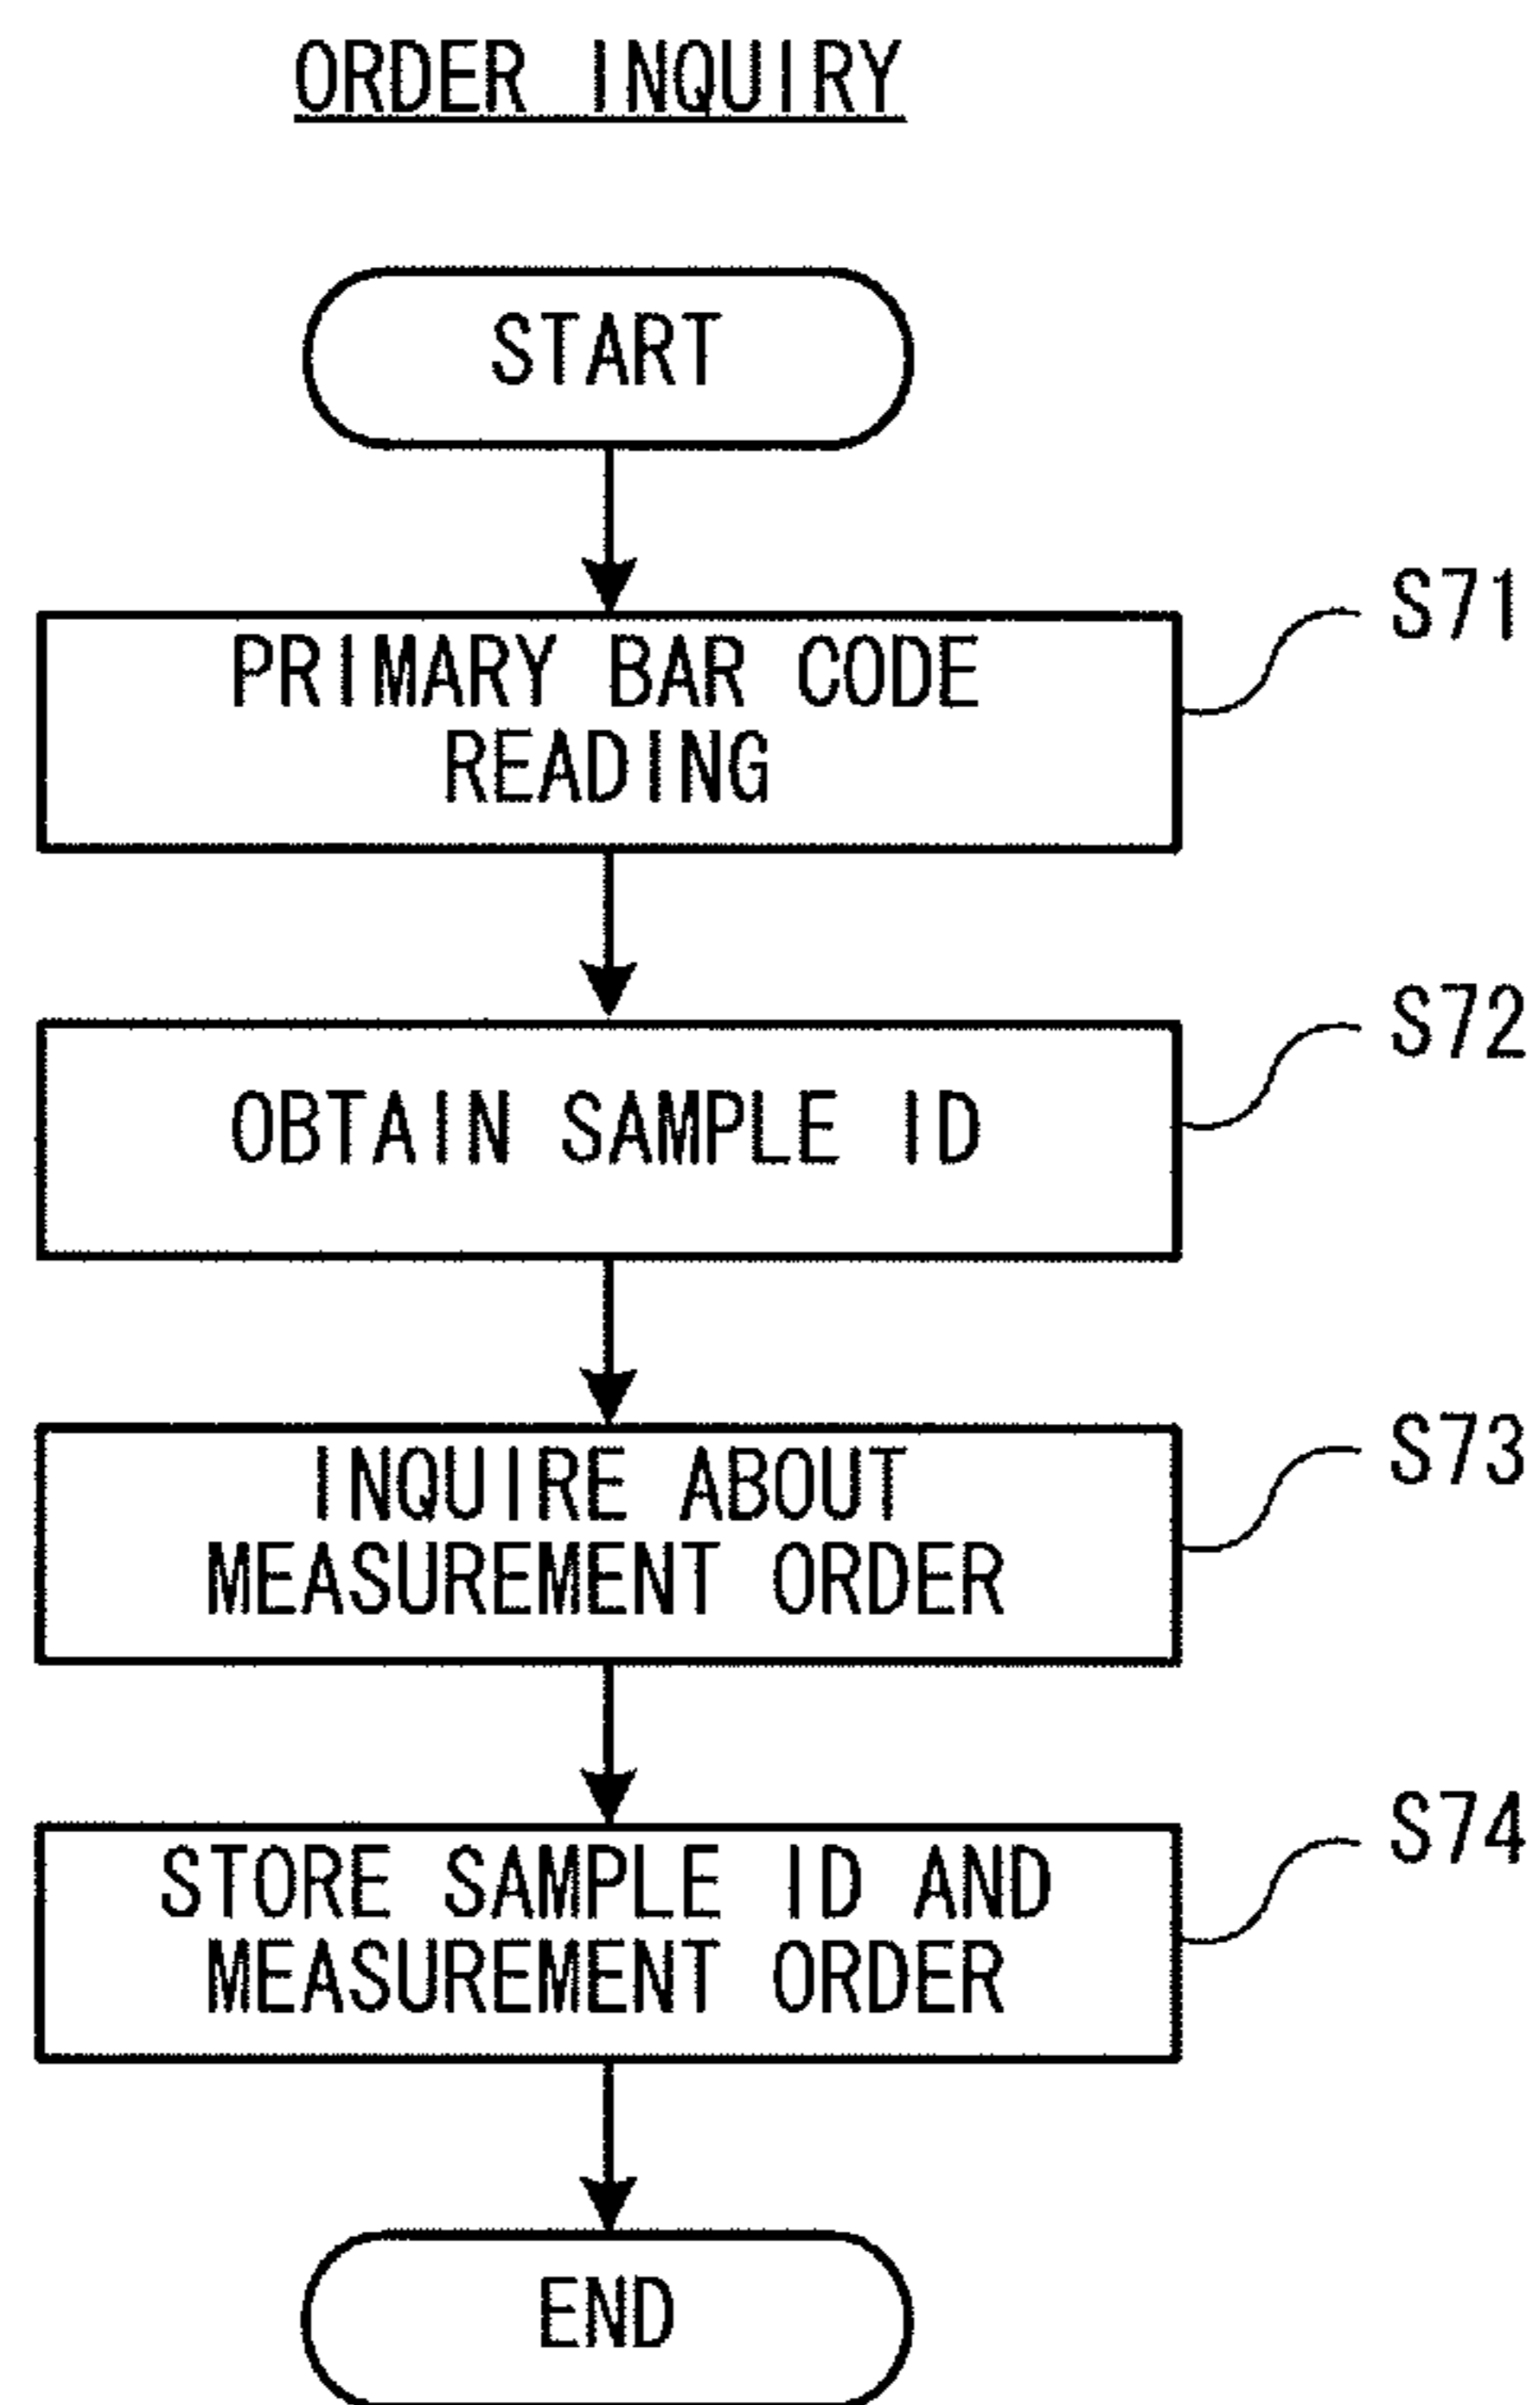 ORDER INQUIRY
START
S71
PRIMARY BAR CODE
READING
S72
OBTAIN SAMPLE ID
S73
INQUIRE ABOUT
MEASUREMENT ORDER
S74
STORE SAMPLE ID AND
MEASUREMENT ORDER
END